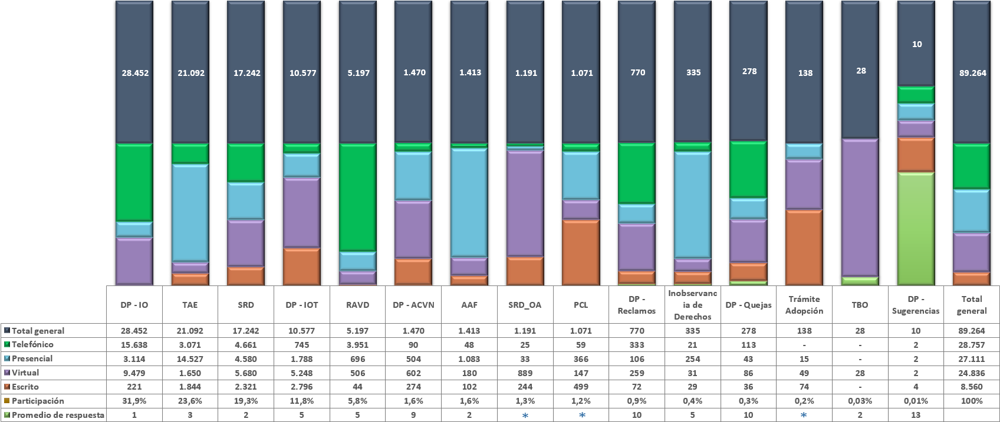 28.452 21.092 17.242 10.577 5.197 1.470 1.413 1.191 1.071 770 335 278 138 28 10 89.264
DP - IO TAE SRD DP - IOT RAVD DP - ACVN AAF SRD_OA PCL DP - Reclamos Inobservanc ia de Derechos DP - Quejas Trámite Adopción TBO DP - Sugerencias Total general
Total general 28.452 21.092 17.242 10.577 5.197 1.470 1.413 1.191 1.071 770 335 278 138 28 10 89.264
Telefónico 15.638 3.071 4.661 745 3.951 90 48 25 59 333 21 113 - - 2 28.757
Presencial 3.114 14.527 4.580 1.788 696 504 1.083 33 366 106 254 43 15 - 2 27.111
Virtual 9.479 1.650 5.680 5.248 506 602 180 889 147 259 31 86 49 28 2 24.836
Escrito 221 1.844 2.321 2.796 44 274 102 244 499 72 29 36 74 - 4 8.560
Participación 31,9% 23,6% 19,3% 11,8% 5,8% 1,6% 1,6% 1,3% 1,2% 0,9% 0,4% 0,3% 0,2% 0,03% 0,01% 100%
Promedio de respuesta 1 3 2 5 5 9 2 * * 10 5 10 * 2 13